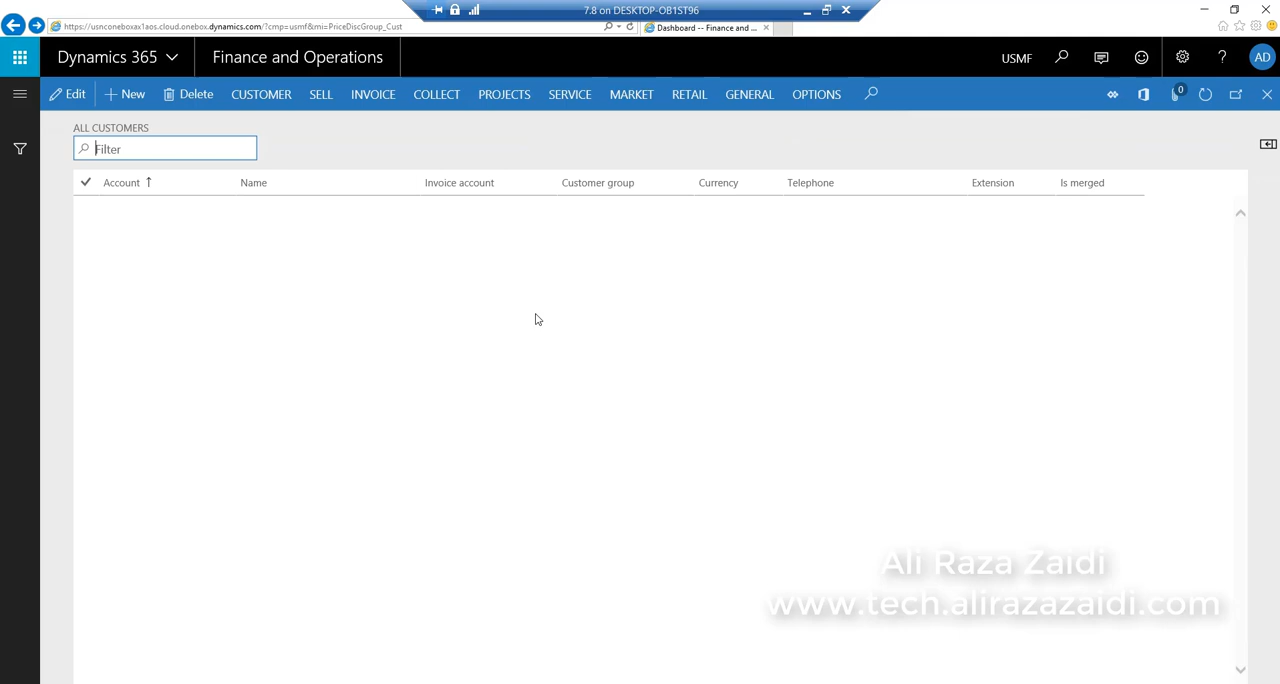 7.8 on DESKTOP-OB1ST96
https://usnconeboxax1aos.cloud.onebox.dynamics.com/?cmp=usmf&mi=PriceDiscGroup_Cust
Dashboard -- Finance and ...
Dynamics 365
Finance and Operations
USMF
AD
Edit
New
Delete
CUSTOMER
SELL
INVOICE
COLLECT
PROJECTS
SERVICE
MARKET
RETAIL
GENERAL
OPTIONS
0
ALL CUSTOMERS
Filter
Account
Name
Invoice account
Customer group
Currency
Telephone
Extension
Is merged
Ali Raza Zaidi
www.tech.alirazazaidi.com